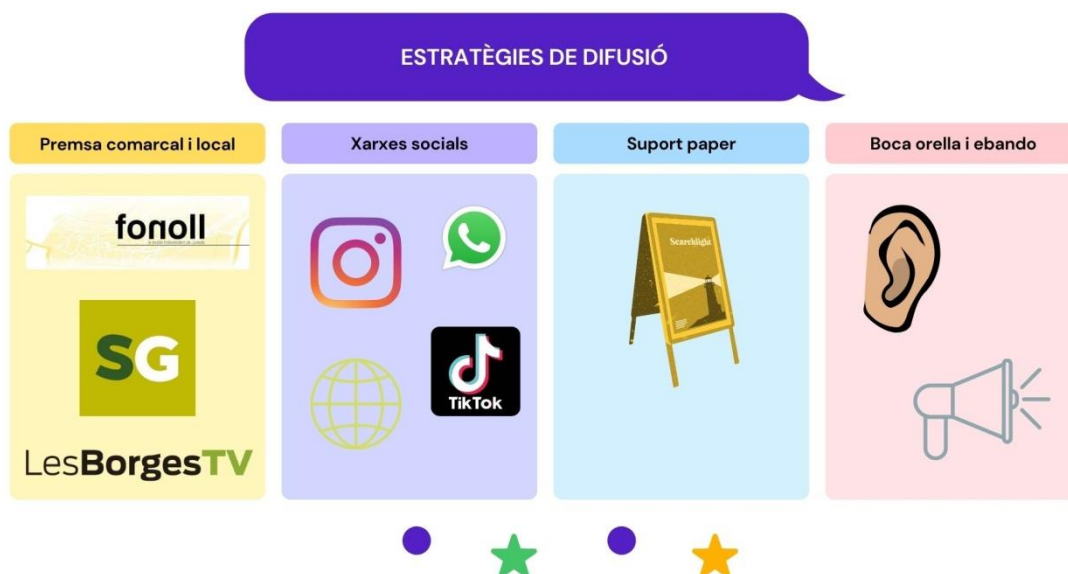 ESTRATÈGIES DE DIFUSIÓ
Premsa comarcal i local
Xarxes socials
Suport paper
Boca orella i ebando
fonoll
SG
LesBorgesTV
TikTok
Searchlight